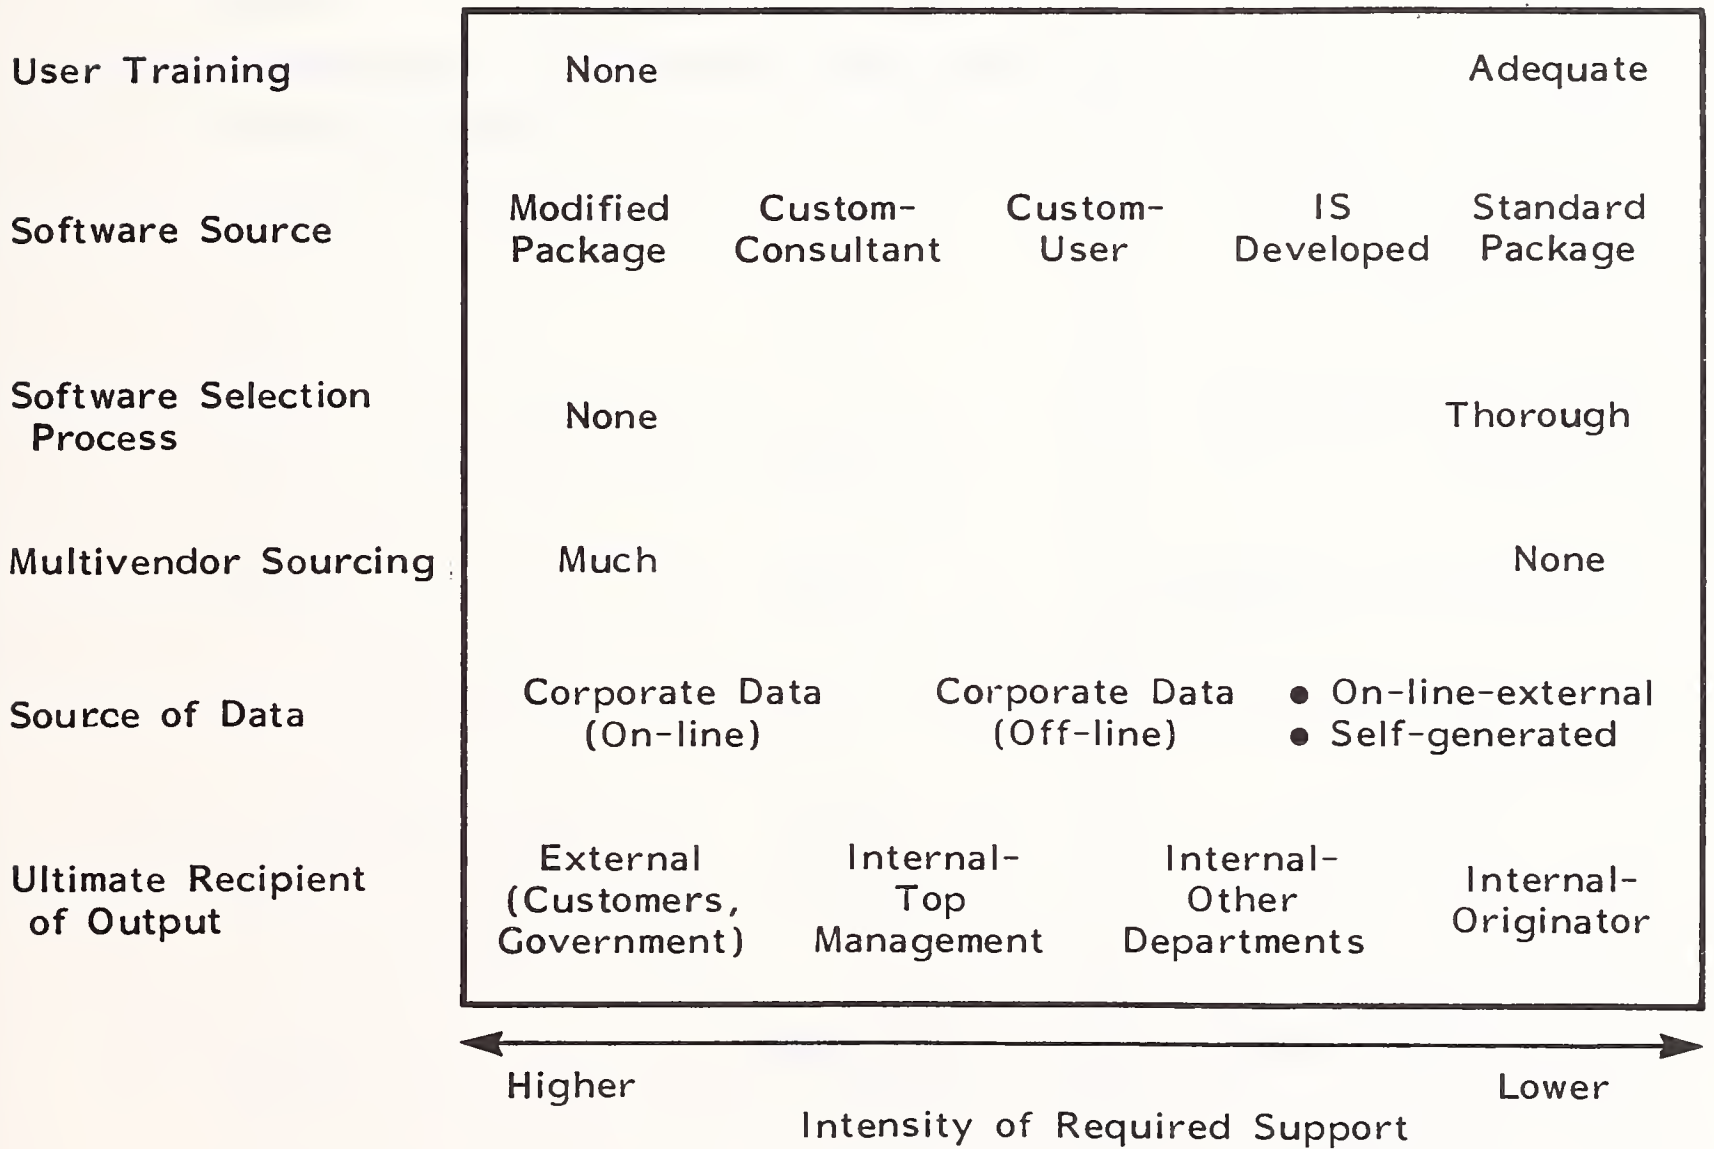 User Training None Adequate
Software Source Modified Package Custom-Consultant Custom-User IS Developed Standard Package
Software Selection Process None Thorough
Multivendor Sourcing Much None
Source of Data Corporate Data (On-line) Corporate Data (Off-line) • On-line-external • Self-generated
Ultimate Recipient of Output External (Customers, Government) Internal-Top Management Internal-Other Departments Internal-Originator
Higher Lower
Intensity of Required Support